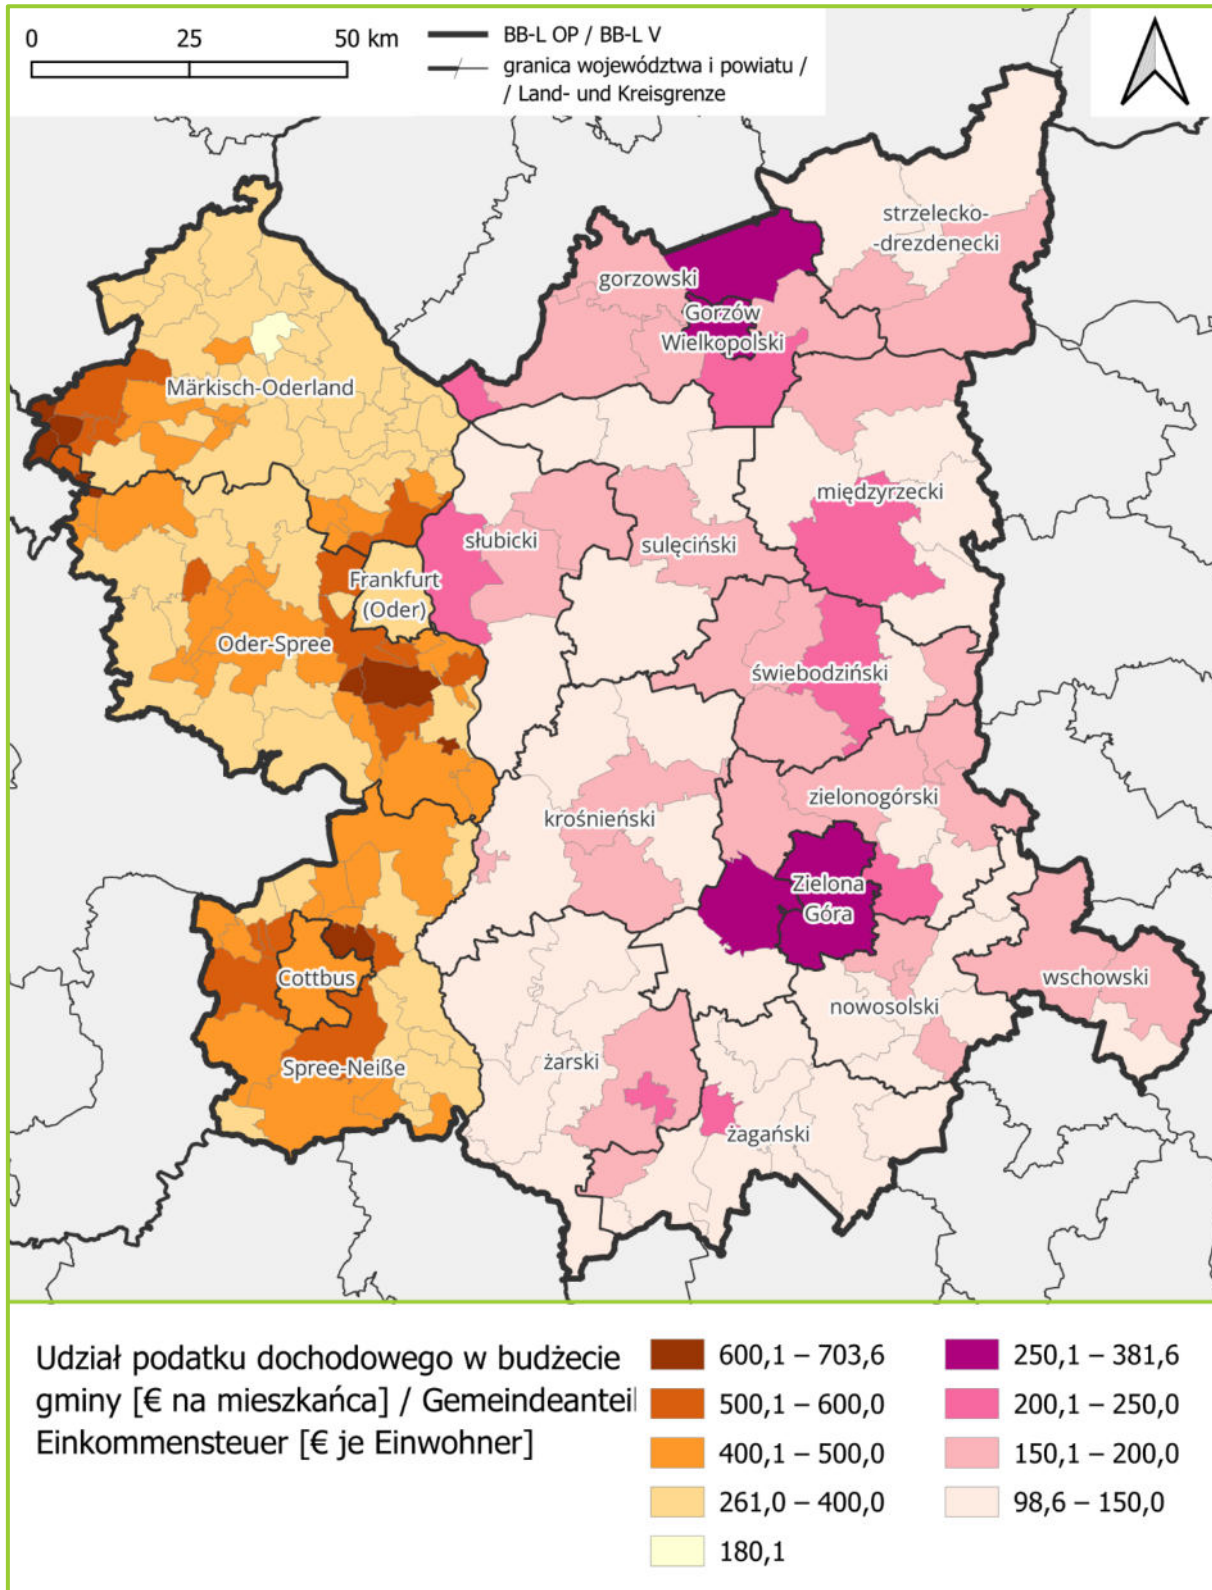 0 25 50 km
BB-L OP / BB-L V
granica województwa i powiatu /
/ Land- und Kreisgrenze
strzelecko-
-drezdenecki
gorzowski
Gorzów
Wielkopolski
Märkisch-Oderland
międzyrzecki
słubicki
sulęciński
Frankfurt
(Oder)
Oder-Spree
świebodziński
zielonogórski
krośnieński
Zielona
Góra
Cottbus
wschowski
nowosolski
Spree-Neiße
żarski
żagański
Udział podatku dochodowego w budżecie
gminy [€ na mieszkańca] / Gemeindeanteil
Einkommensteuer [€ je Einwohner]
600,1 – 703,6
500,1 – 600,0
400,1 – 500,0
261,0 – 400,0
180,1
250,1 – 381,6
200,1 – 250,0
150,1 – 200,0
98,6 – 150,0